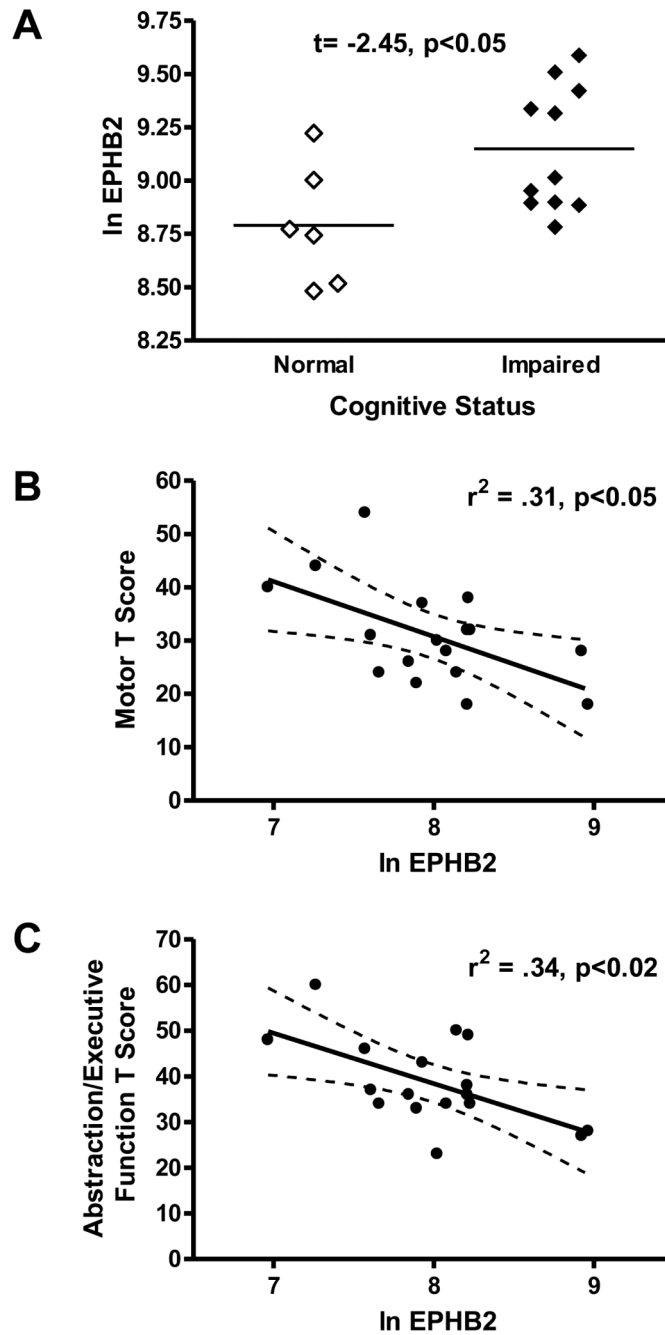 A
t= -2.45, p<0.05
ln EPHB2
9.75
9.50
9.25
9.00
8.75
8.50
8.25
Normal Impaired
Cognitive Status
B
r² = .31, p<0.05
Motor T Score
60
50
40
30
20
10
0
7 8 9
ln EPHB2
C
r² = .34, p<0.02
Abstraction/Executive
Function T Score
70
60
50
40
30
20
10
0
7 8 9
ln EPHB2